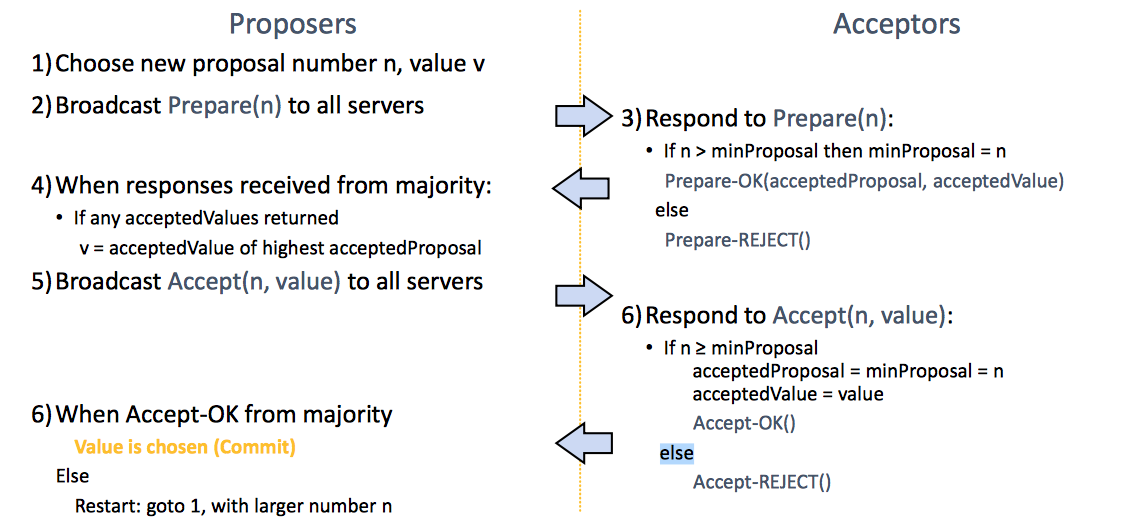 Proposers
1) Choose new proposal number n, value v
2) Broadcast Prepare(n) to all servers
4) When responses received from majority:
• If any acceptedValues returned
v = acceptedValue of highest acceptedProposal
5) Broadcast Accept(n, value) to all servers
6) When Accept-OK from majority
Value is chosen (Commit)
Else
Restart: goto 1, with larger number n
Acceptors
3) Respond to Prepare(n):
• If n > minProposal then minProposal = n
Prepare-OK(acceptedProposal, acceptedValue)
else
Prepare-REJECT()
6) Respond to Accept(n, value):
• If n ≥ minProposal
acceptedProposal = minProposal = n
acceptedValue = value
Accept-OK()
else
Accept-REJECT()